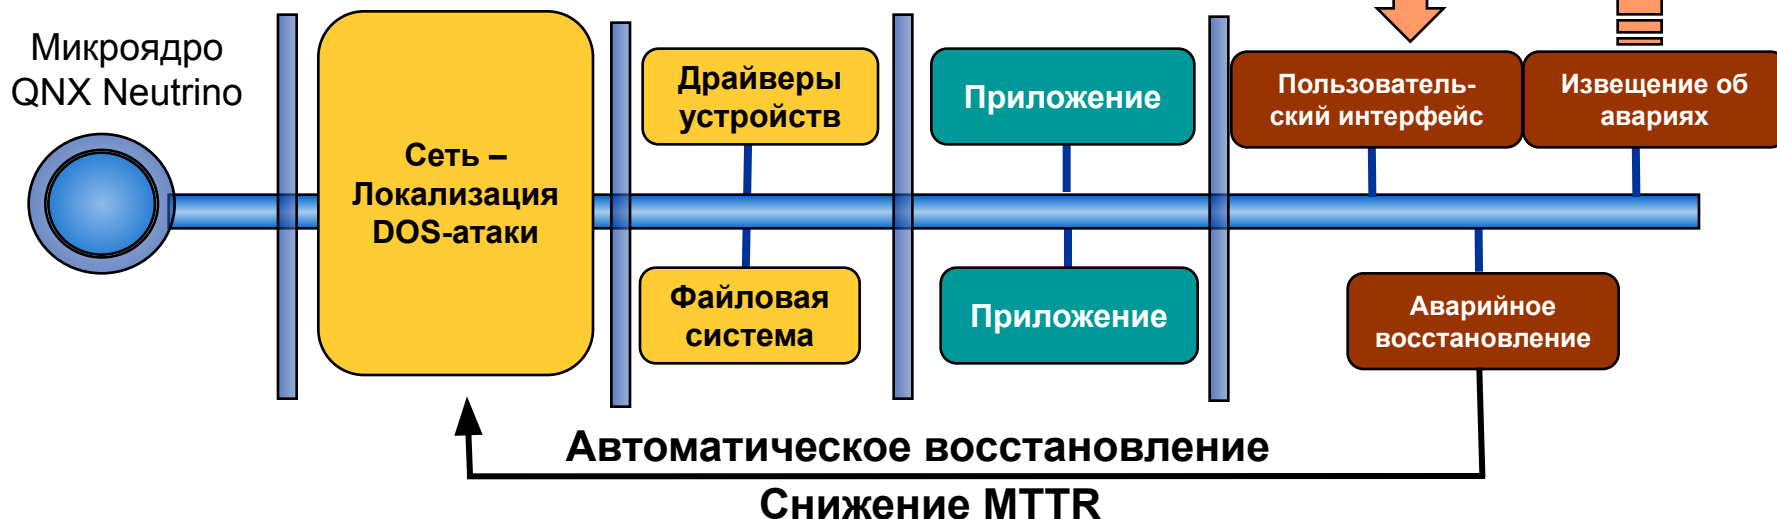 Микроядро
QNX Neutrino
Сеть –
Локализация
DOS-атаки
Драйверы
устройств
Файловая
система
Приложение
Приложение
Пользователь-
ский интерфейс
Извещение об
авариях
Аварийное
восстановление
Автоматическое восстановление
Снижение MTTR